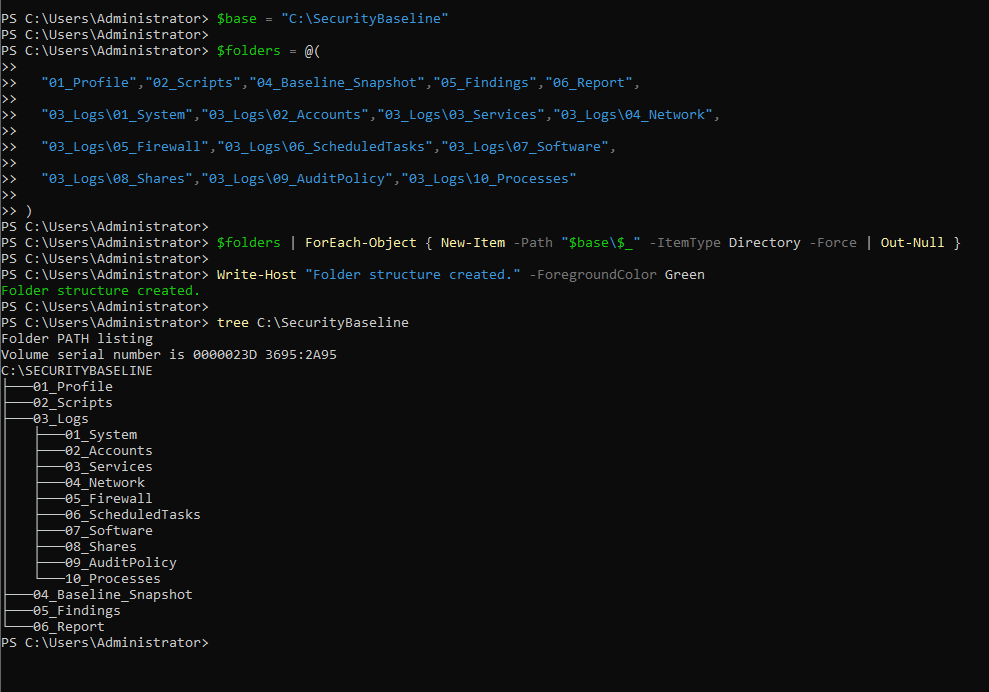 PS C:\Users\Administrator> $base = "C:\SecurityBaseline"
PS C:\Users\Administrator>
PS C:\Users\Administrator> $folders = @(
>>
>>   "01_Profile","02_Scripts","04_Baseline_Snapshot","05_Findings","06_Report",
>>
>>   "03_Logs\01_System","03_Logs\02_Accounts","03_Logs\03_Services","03_Logs\04_Network",
>>
>>   "03_Logs\05_Firewall","03_Logs\06_ScheduledTasks","03_Logs\07_Software",
>>
>>   "03_Logs\08_Shares","03_Logs\09_AuditPolicy","03_Logs\10_Processes"
>>
>> )
PS C:\Users\Administrator>
PS C:\Users\Administrator> $folders | ForEach-Object { New-Item -Path "$base\$_" -ItemType Directory -Force | Out-Null }
PS C:\Users\Administrator>
PS C:\Users\Administrator> Write-Host "Folder structure created." -ForegroundColor Green
Folder structure created.
PS C:\Users\Administrator>
PS C:\Users\Administrator> tree C:\SecurityBaseline
Folder PATH listing
Volume serial number is 0000023D 3695:2A95
C:\SECURITYBASELINE
├───01_Profile
├───02_Scripts
├───03_Logs
│   ├───01_System
│   ├───02_Accounts
│   ├───03_Services
│   ├───04_Network
│   ├───05_Firewall
│   ├───06_ScheduledTasks
│   ├───07_Software
│   ├───08_Shares
│   ├───09_AuditPolicy
│   └───10_Processes
├───04_Baseline_Snapshot
├───05_Findings
└───06_Report
PS C:\Users\Administrator>